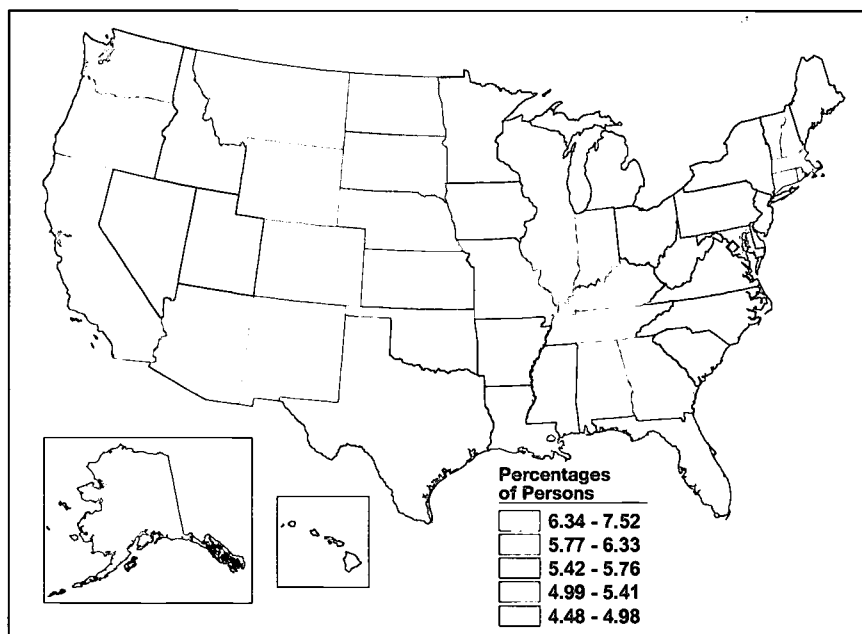 Percentages
of Persons
6.34 - 7.52
5.77 - 6.33
5.42 - 5.76
4.99 - 5.41
4.48 - 4.98